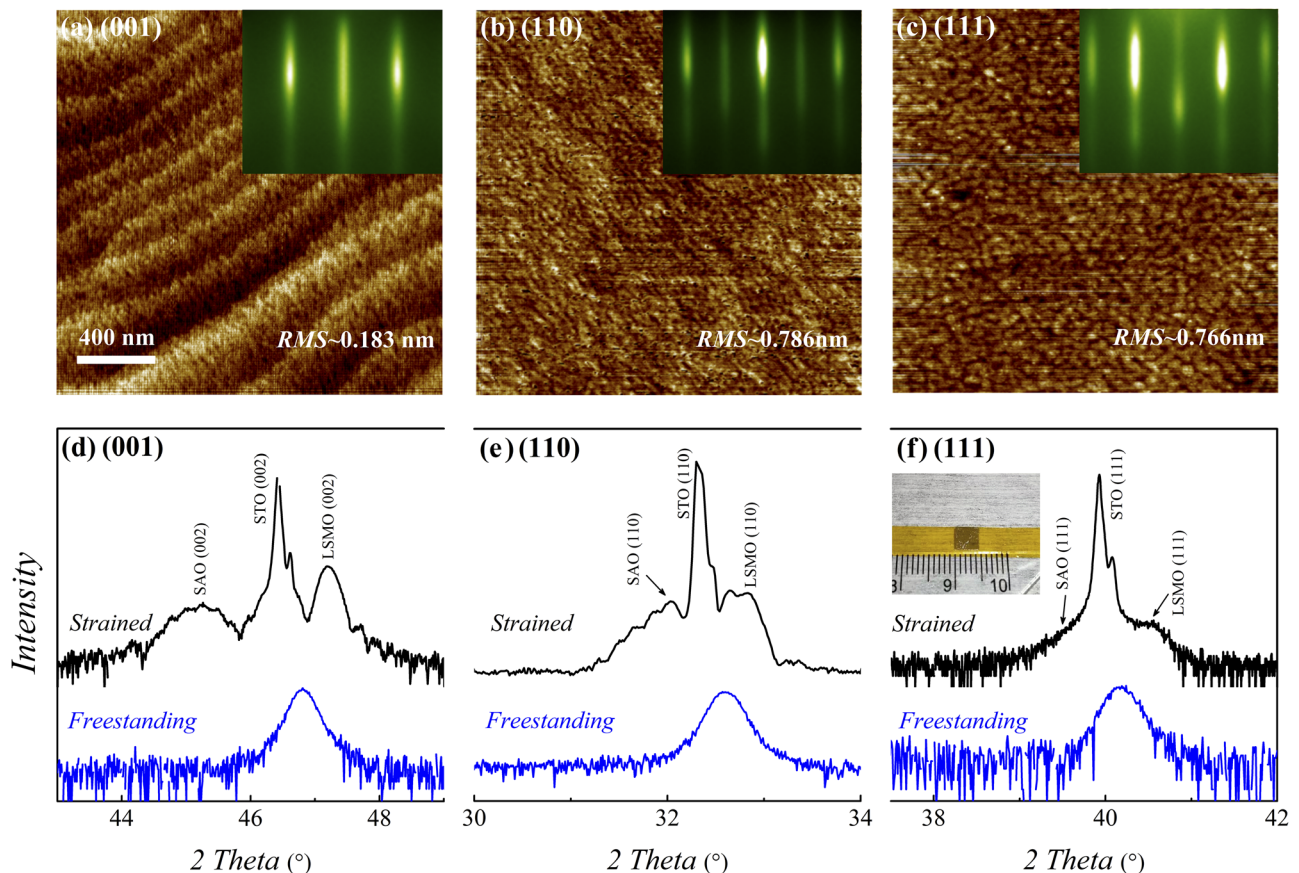 (a) (001)
(b) (110)
(c) (111)
400 nm
RMS~0.183 nm
RMS~0.786nm
RMS~0.766nm
(d) (001)
(e) (110)
(f) (111)
SAO (002)
STO (002)
LSMO (002)
SAO (110)
STO (110)
LSMO (110)
SAO (111)
STO (111)
LSMO (111)
9 10
Intensity
Strained
Strained
Strained
Freestanding
Freestanding
Freestanding
44 46 48
30 32 34
38 40 42
2 Theta (°)
2 Theta (°)
2 Theta (°)